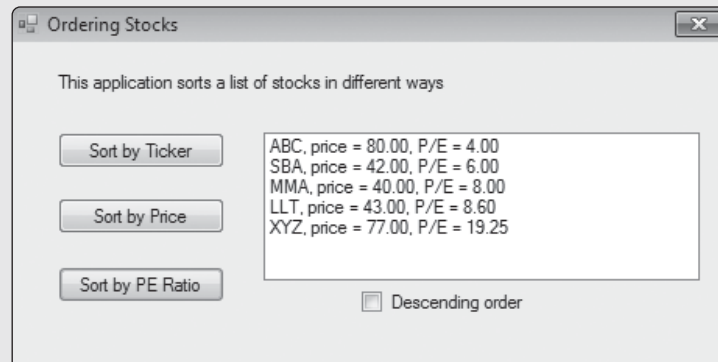 Ordering Stocks
This application sorts a list of stocks in different ways
Sort by Ticker
Sort by Price
Sort by PE Ratio
ABC, price = 80.00, P/E = 4.00
SBA, price = 42.00, P/E = 6.00
MMA, price = 40.00, P/E = 8.00
LLT, price = 43.00, P/E = 8.60
XYZ, price = 77.00, P/E = 19.25
Descending order